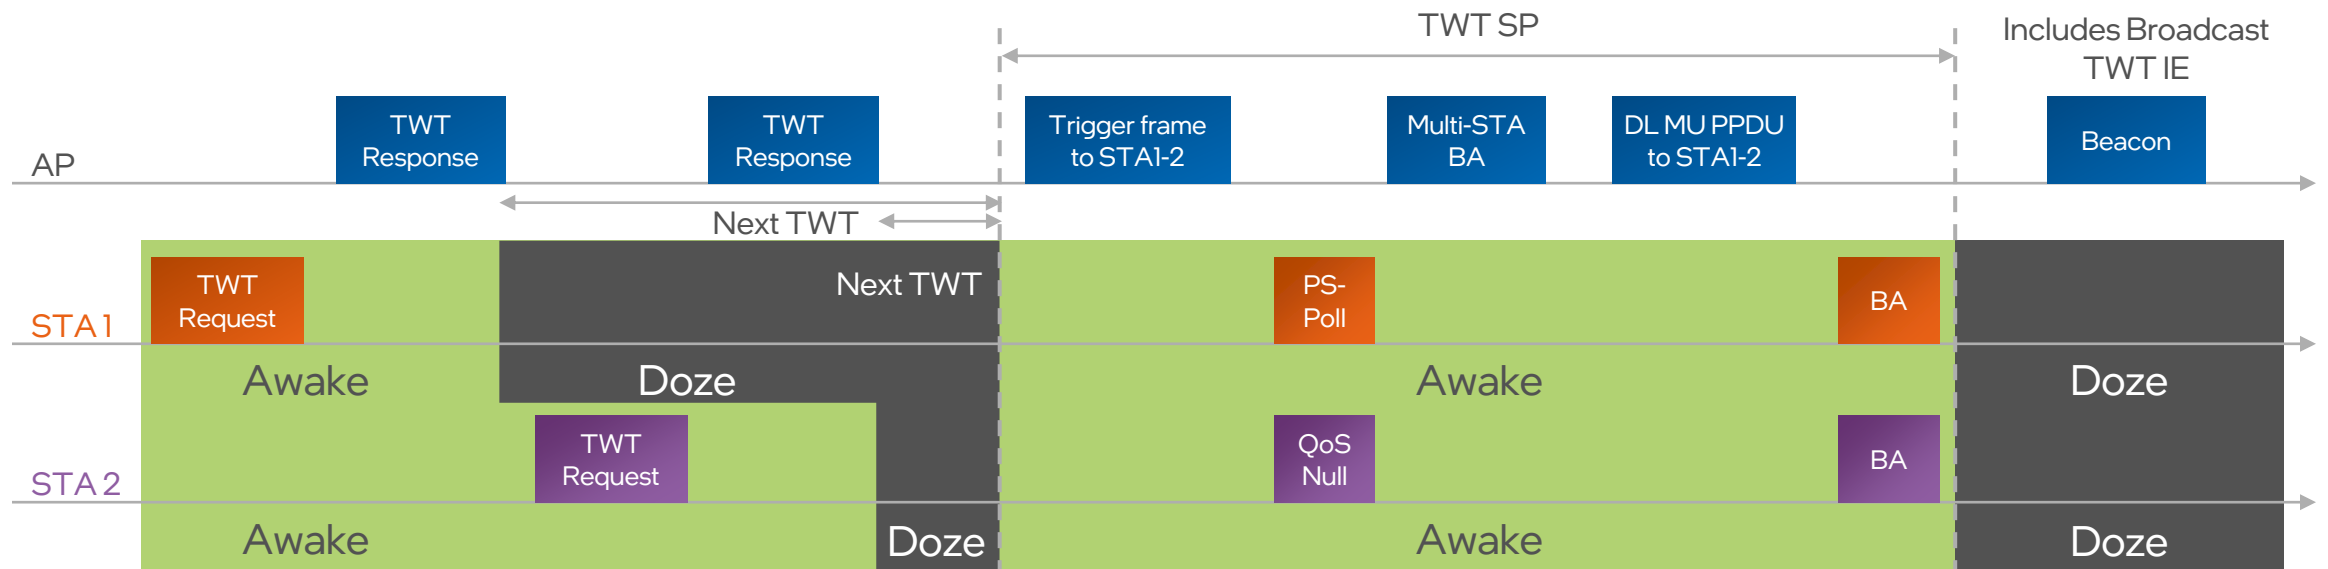 TWT SP
Includes Broadcast
TWT IE
TWT
Response
TWT
Response
Trigger frame
to STA1-2
Multi-STA
BA
DL MU PPDU
to STA1-2
Beacon
AP
Next TWT
Next TWT
TWT
Request
PS-
Poll
BA
STA 1
Awake
Doze
Awake
Doze
TWT
Request
QoS
Null
BA
STA 2
Awake
Doze
Awake
Doze